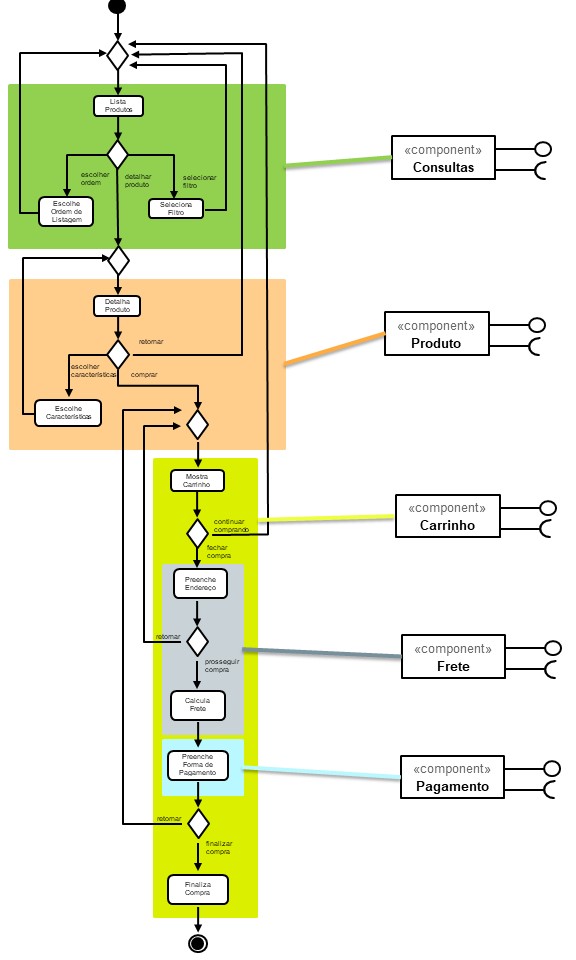 Lista
Produtos
escolher
ordem
detalhar
produto
selecionar
filtro
Escolhe
Ordem de
Listagem
Seleciona
Filtro
«component»
Consultas
Detalha
Produto
retornar
escolher
características
comprar
Escolhe
Características
«component»
Produto
Mostra
Carrinho
continuar
comprando
fechar
compra
«component»
Carrinho
Preenche
Endereço
retornar
prosseguir
compra
Calcula
Frete
«component»
Frete
Preenche
Forma de
Pagamento
«component»
Pagamento
retornar
finalizar
compra
Finaliza
Compra